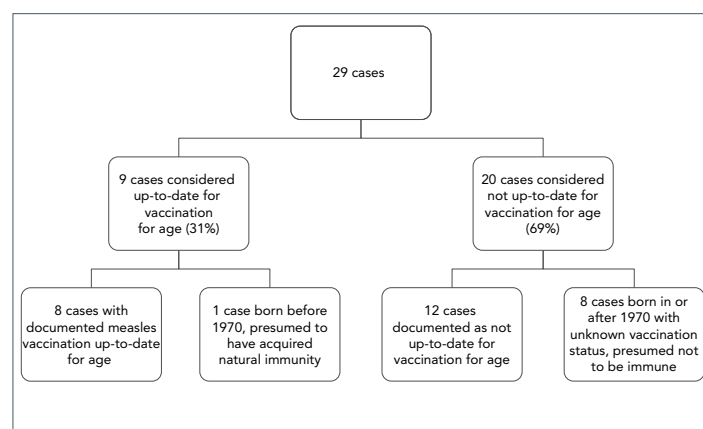 29 cases
9 cases considered
up-to-date for
vaccination
for age (31%)
20 cases considered
not up-to-date for
vaccination for age
(69%)
8 cases with
documented measles
vaccination up-to-date
for age
1 case born before
1970, presumed to
have acquired
natural immunity
12 cases
documented as not
up-to-date for
vaccination for age
8 cases born in or
after 1970 with
unknown vaccination
status, presumed not
to be immune